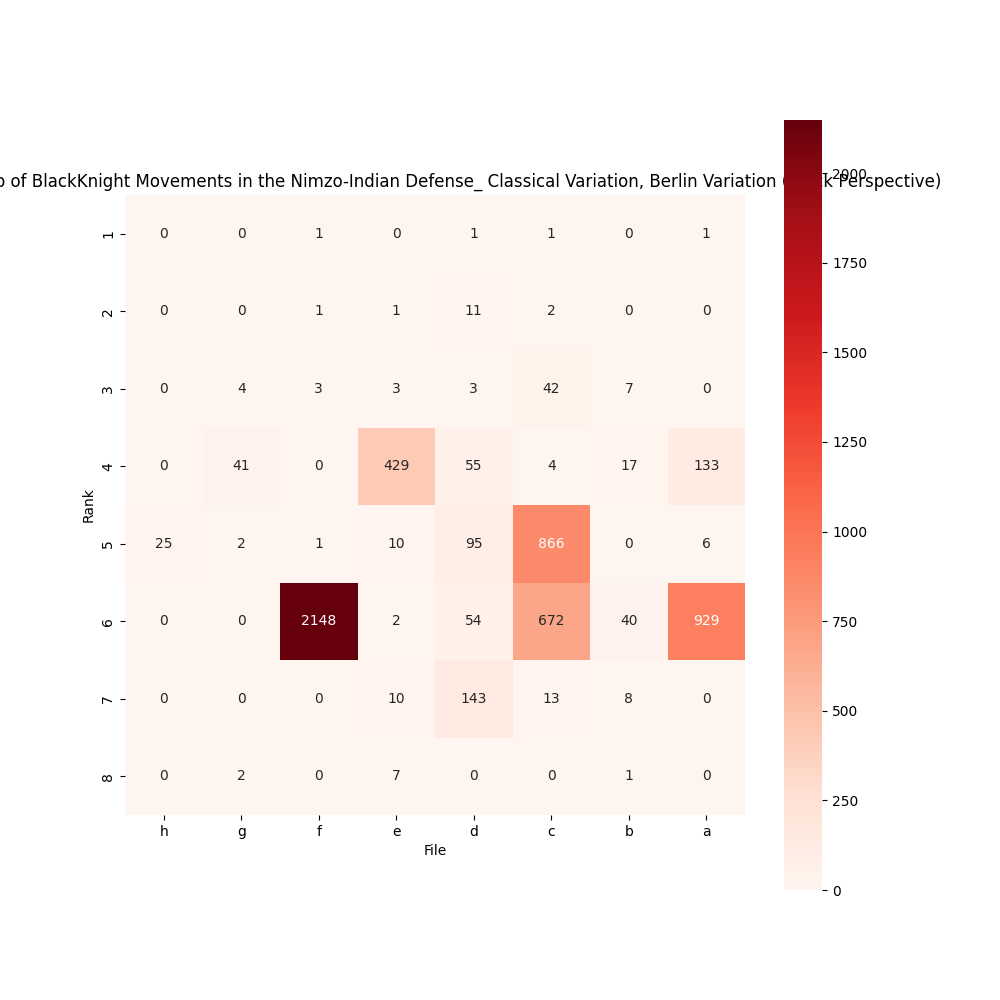 of BlackKnight Movements in the Nimzo-Indian Defense_ Classical Variation, Berlin Variation (Black Perspective)
1 0 0 1 0 1 1 0 1
2 0 0 1 1 11 2 0 0
3 0 4 3 3 3 42 7 0
4 0 41 0 429 55 4 17 133
5 25 2 1 10 95 866 0 6
6 0 0 2148 2 54 672 40 929
7 0 0 0 10 143 13 8 0
8 0 2 0 7 0 0 1 0
Rank
h g f e d c b a
File
2000
1750
1500
1250
1000
750
500
250
0